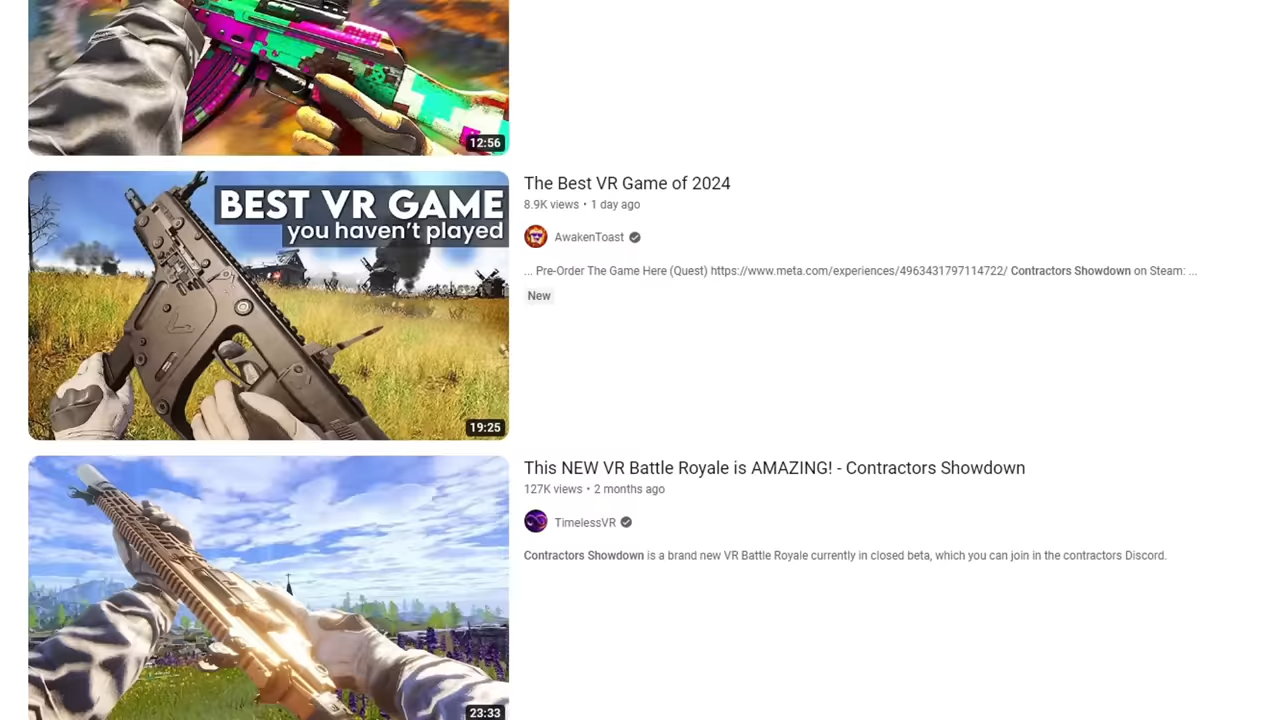 12:56
BEST VR GAME
you haven't played
19:25
The Best VR Game of 2024
8.9K views • 1 day ago
AwakenToast
... Pre-Order The Game Here (Quest) https://www.meta.com/experiences/4963431797114722/ Contractors Showdown on Steam: ...
New
23:33
This NEW VR Battle Royale is AMAZING! - Contractors Showdown
127K views • 2 months ago
TimelessVR
Contractors Showdown is a brand new VR Battle Royale currently in closed beta, which you can join in the contractors Discord.